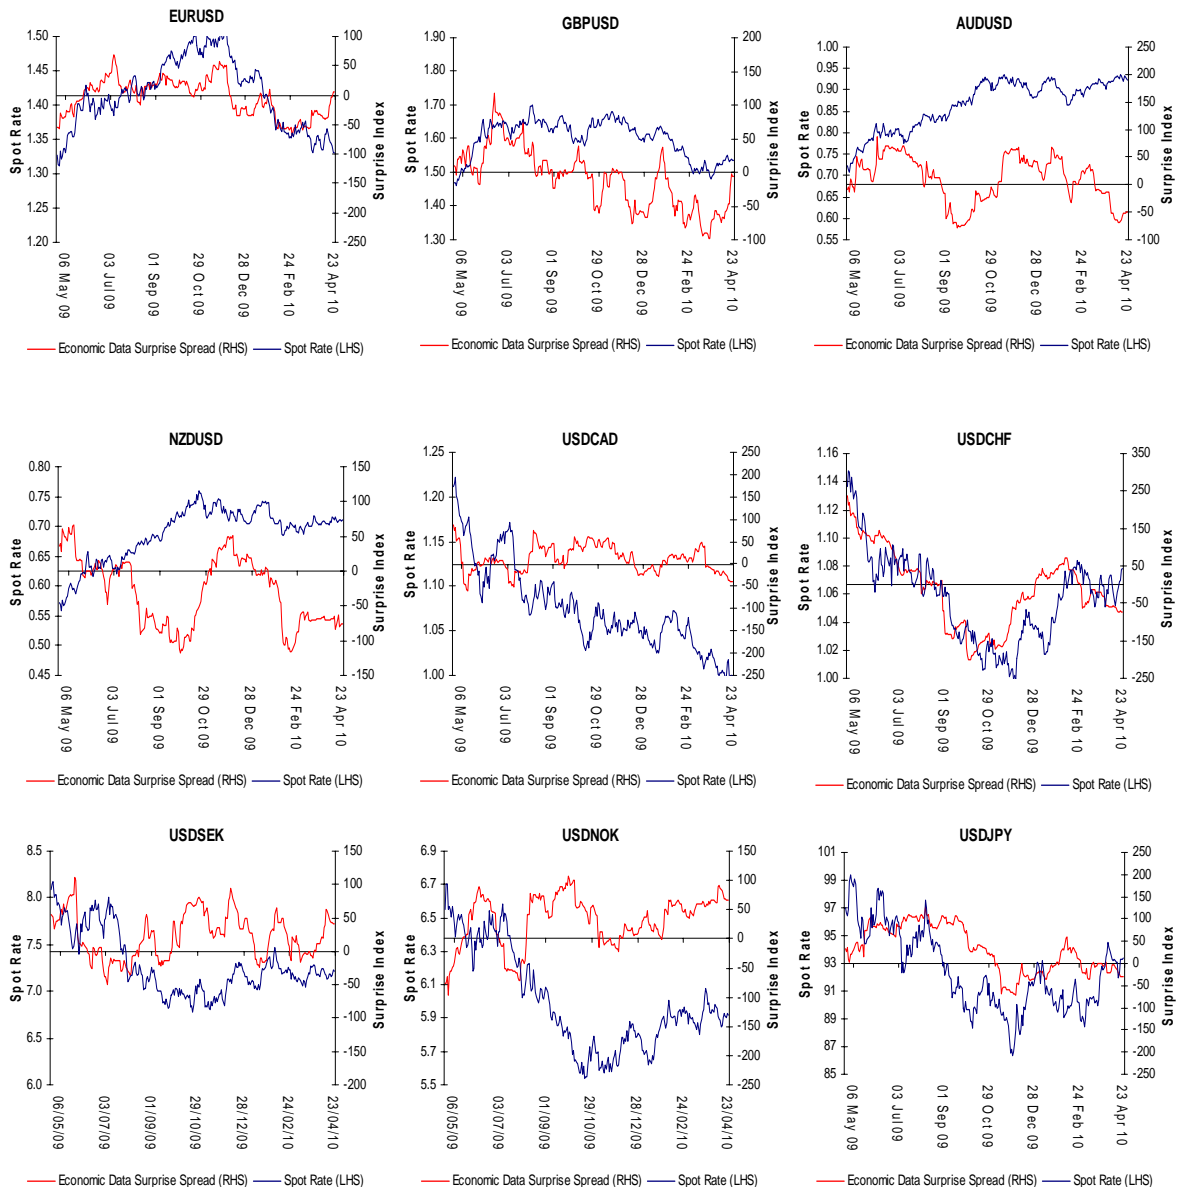 EURUSD
1.50
1.45
1.40
1.35
1.30
1.25
1.20
Spot Rate
100
50
0
-50
-100
-150
-200
-250
Surprise Index
06 May 09
03 Jul 09
01 Sep 09
29 Oct 09
28 Dec 09
24 Feb 10
23 Apr 10
Economic Data Surprise Spread (RHS)
Spot Rate (LHS)
GBPUSD
1.90
1.80
1.70
1.60
1.50
1.40
1.30
Spot Rate
200
150
100
50
0
-50
-100
Surprise Index
06 May 09
03 Jul 09
01 Sep 09
29 Oct 09
28 Dec 09
24 Feb 10
23 Apr 10
Economic Data Surprise Spread (RHS)
Spot Rate (LHS)
AUDUSD
1.00
0.95
0.90
0.85
0.80
0.75
0.70
0.65
0.60
0.55
Spot Rate
250
200
150
100
50
0
-50
-100
Surprise Index
06 May 09
03 Jul 09
01 Sep 09
29 Oct 09
28 Dec 09
24 Feb 10
23 Apr 10
Economic Data Surprise Spread (RHS)
Spot Rate (LHS)
NZDUSD
0.80
0.75
0.70
0.65
0.60
0.55
0.50
0.45
Spot Rate
150
100
50
0
-50
-100
-150
Surprise Index
06 May 09
03 Jul 09
01 Sep 09
29 Oct 09
28 Dec 09
24 Feb 10
23 Apr 10
Economic Data Surprise Spread (RHS)
Spot Rate (LHS)
USDCAD
1.25
1.20
1.15
1.10
1.05
1.00
Spot Rate
250
200
150
100
50
0
-50
-100
-150
-200
-250
Surprise Index
06 May 09
03 Jul 09
01 Sep 09
29 Oct 09
28 Dec 09
24 Feb 10
23 Apr 10
Economic Data Surprise Spread (RHS)
Spot Rate (LHS)
USDCHF
1.16
1.14
1.12
1.10
1.08
1.06
1.04
1.02
1.00
Spot Rate
350
250
150
50
-50
-150
-250
Surprise Index
06 May 09
03 Jul 09
01 Sep 09
29 Oct 09
28 Dec 09
24 Feb 10
23 Apr 10
Economic Data Surprise Spread (RHS)
Spot Rate (LHS)
USDSEK
8.5
8.0
7.5
7.0
6.5
6.0
Spot Rate
150
100
50
0
-50
-100
-150
-200
Surprise Index
06/05/09
03/07/09
01/09/09
29/10/09
28/12/09
24/02/10
23/04/10
Economic Data Surprise Spread (RHS)
Spot Rate (LHS)
USDNOK
6.9
6.7
6.5
6.3
6.1
5.9
5.7
5.5
Spot Rate
150
100
50
0
-50
-100
-150
-200
-250
Surprise Index
06/05/09
03/07/09
01/09/09
29/10/09
28/12/09
24/02/10
23/04/10
Economic Data Surprise Spread (RHS)
Spot Rate (LHS)
USDJPY
101
99
97
95
93
91
89
87
85
Spot Rate
250
200
150
100
50
0
-50
-100
-150
-200
-250
Surprise Index
06 May 09
03 Jul 09
01 Sep 09
29 Oct 09
28 Dec 09
24 Feb 10
23 Apr 10
Economic Data Surprise Spread (RHS)
Spot Rate (LHS)